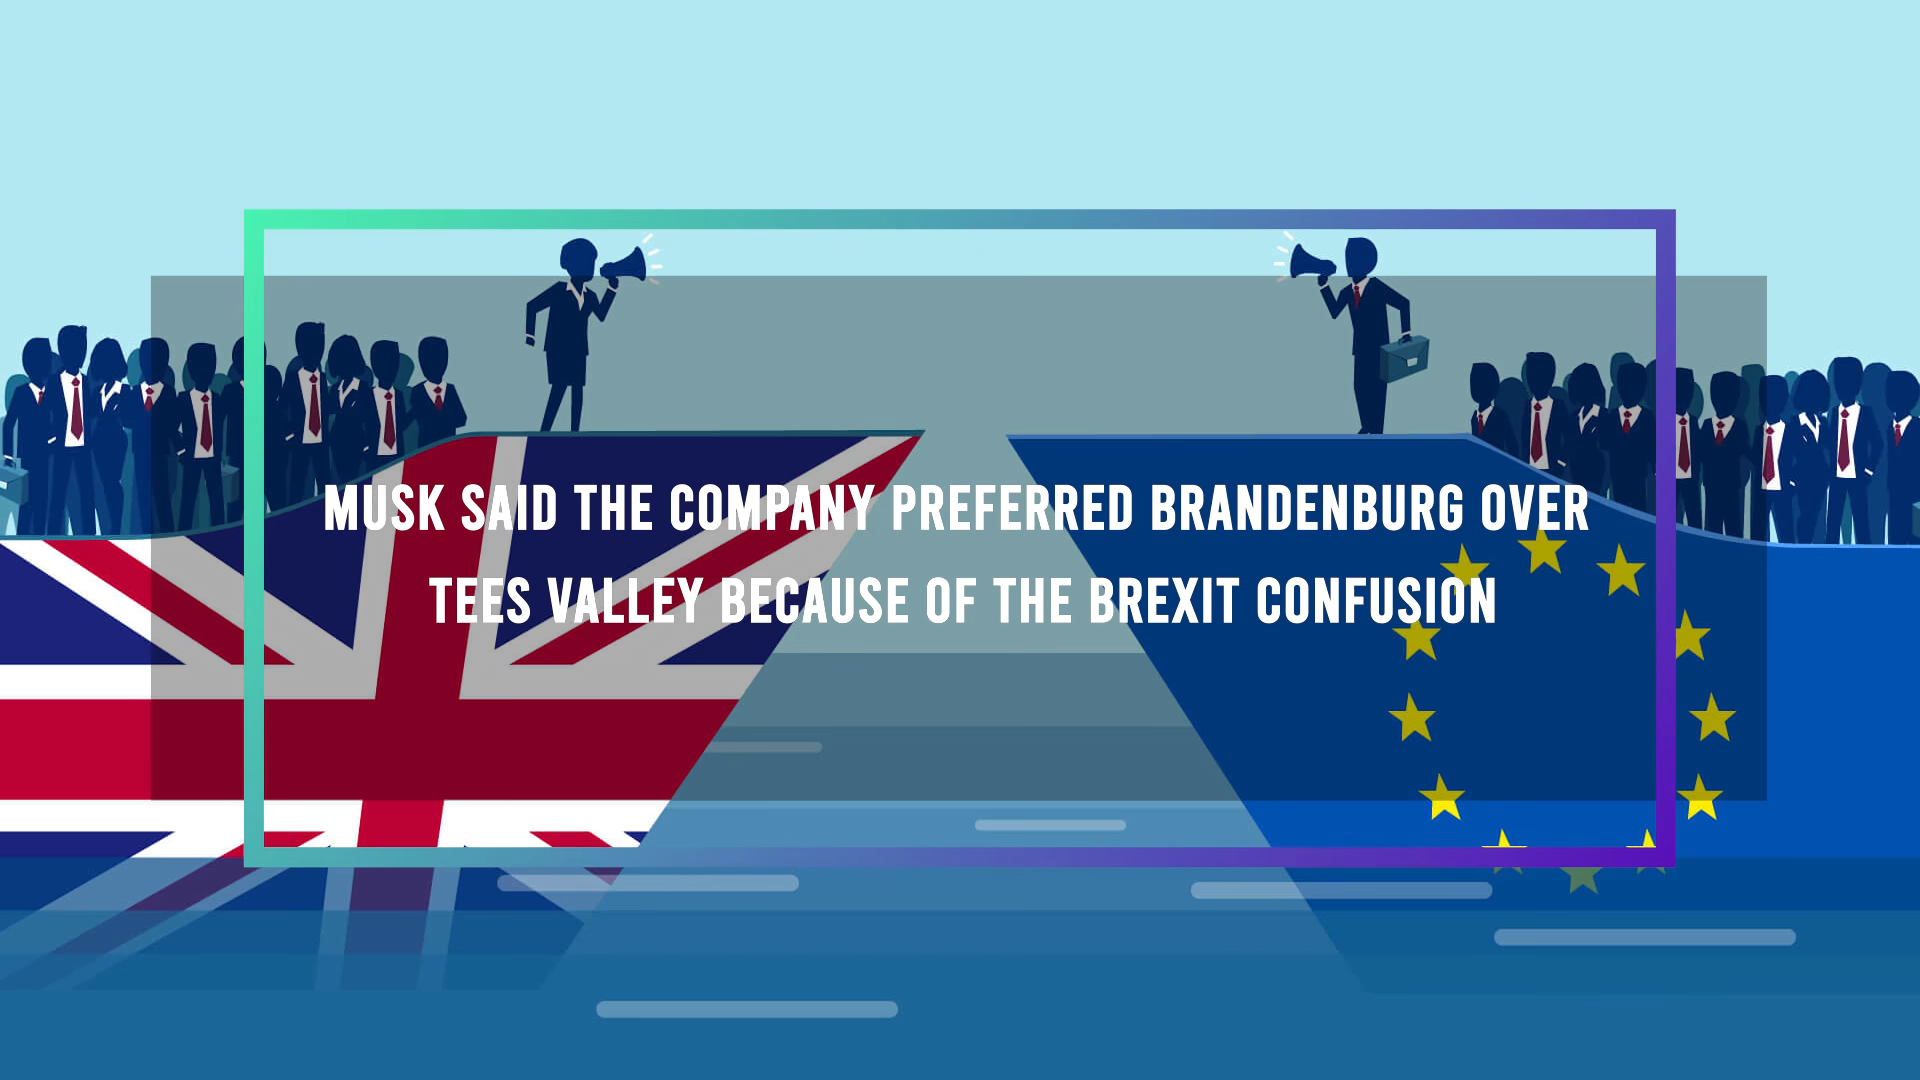 MUSK SAID THE COMPANY PREFERRED BRANDENBURG OVER
TEES VALLEY BECAUSE OF THE BREXIT CONFUSION